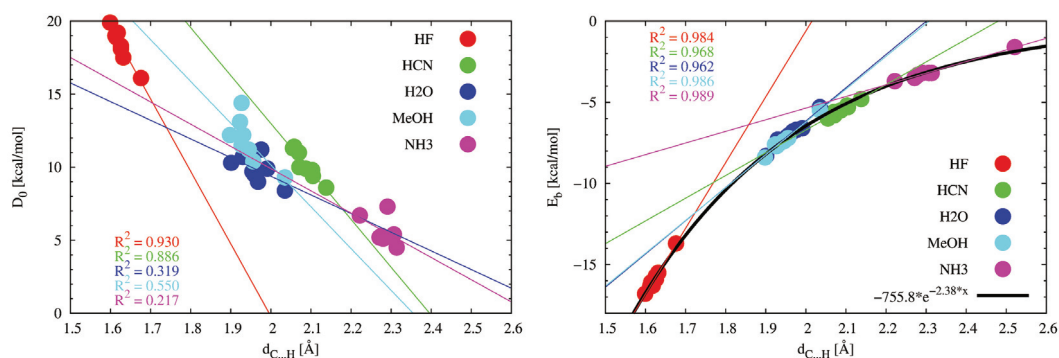 20
15
10
5
0
D0 [kcal/mol]
HF
HCN
H2O
MeOH
NH3
R² = 0.930
R² = 0.886
R² = 0.319
R² = 0.550
R² = 0.217
1.5 1.6 1.7 1.8 1.9 2 2.1 2.2 2.3 2.4 2.5 2.6
dC...H [Å]
0
−5
−10
−15
Eb [kcal/mol]
R² = 0.984
R² = 0.968
R² = 0.962
R² = 0.986
R² = 0.989
HF
HCN
H2O
MeOH
NH3
−755.8*e^−2.38*x
1.5 1.6 1.7 1.8 1.9 2 2.1 2.2 2.3 2.4 2.5 2.6
dC...H [Å]